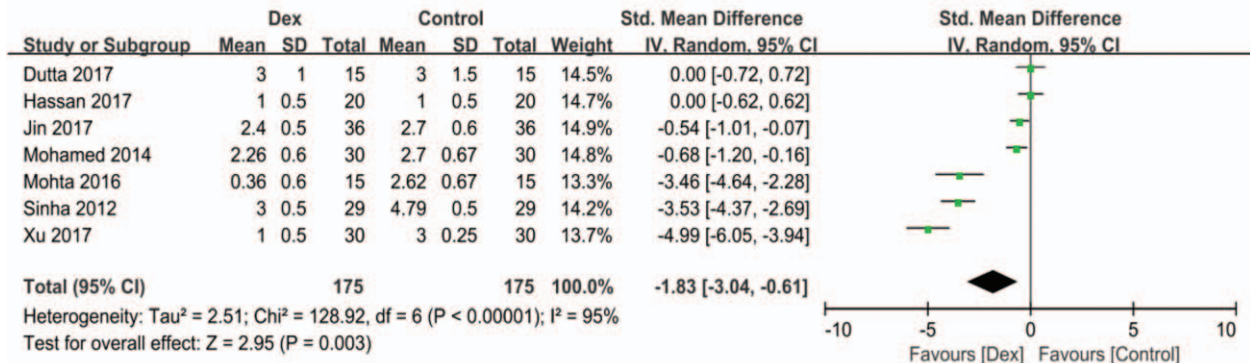 Dex Control Std. Mean Difference Std. Mean Difference
Study or Subgroup Mean SD Total Mean SD Total Weight IV. Random. 95% CI IV. Random. 95% CI
Dutta 2017 3 1 15 3 1.5 15 14.5% 0.00 [-0.72, 0.72]
Hassan 2017 1 0.5 20 1 0.5 20 14.7% 0.00 [-0.62, 0.62]
Jin 2017 2.4 0.5 36 2.7 0.6 36 14.9% -0.54 [-1.01, -0.07]
Mohamed 2014 2.26 0.6 30 2.7 0.67 30 14.8% -0.68 [-1.20, -0.16]
Mohta 2016 0.36 0.6 15 2.62 0.67 15 13.3% -3.46 [-4.64, -2.28]
Sinha 2012 3 0.5 29 4.79 0.5 29 14.2% -3.53 [-4.37, -2.69]
Xu 2017 1 0.5 30 3 0.25 30 13.7% -4.99 [-6.05, -3.94]
Total (95% CI) 175 175 100.0% -1.83 [-3.04, -0.61]
Heterogeneity: Tau² = 2.51; Chi² = 128.92, df = 6 (P < 0.00001); I² = 95%
Test for overall effect: Z = 2.95 (P = 0.003)
-10 -5 0 5 10
Favours [Dex] Favours [Control]